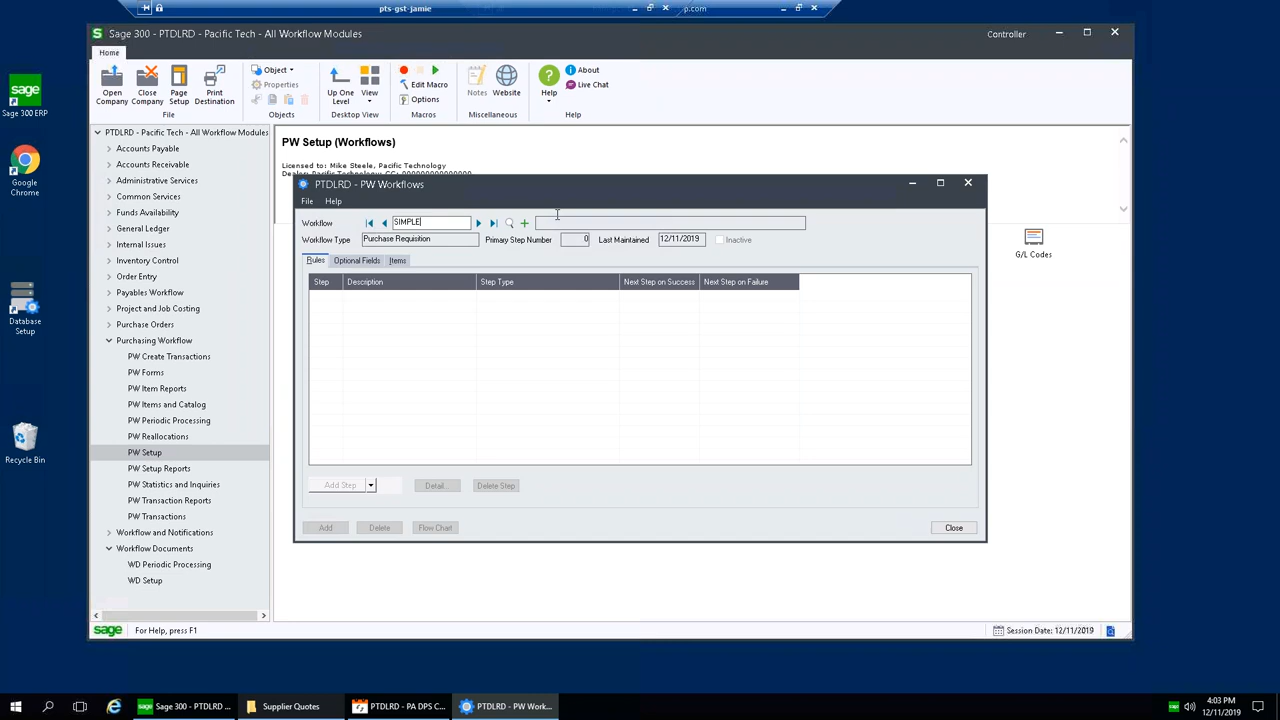 pts-gst-jamie
p.com
Sage 300 - PTDLRD - Pacific Tech - All Workflow Modules
Controller
Home
Open Company
Close Company
Page Setup
Print Destination
File
Object
Properties
Objects
Up One Level
View
Desktop View
Edit Macro
Options
Macros
Notes
Website
Miscellaneous
Help
About
Live Chat
Help
sage
Sage 300 ERP
Google Chrome
Database Setup
Recycle Bin
PTDLRD - Pacific Tech - All Workflow Modules
Accounts Payable
Accounts Receivable
Administrative Services
Common Services
Funds Availability
General Ledger
Internal Issues
Inventory Control
Order Entry
Payables Workflow
Project and Job Costing
Purchase Orders
Purchasing Workflow
PW Create Transactions
PW Forms
PW Item Reports
PW Items and Catalog
PW Periodic Processing
PW Reallocations
PW Setup
PW Setup Reports
PW Statistics and Inquiries
PW Transaction Reports
PW Transactions
Workflow and Notifications
Workflow Documents
WD Periodic Processing
WD Setup
PW Setup (Workflows)
Licensed to: Mike Steele, Pacific Technology
G/L Codes
PTDLRD - PW Workflows
File Help
Workflow SIMPLE
Workflow Type Purchase Requisition Primary Step Number 0 Last Maintained 12/11/2019 Inactive
Rules Optional Fields Items
Step Description Step Type Next Step on Success Next Step on Failure
Add Step Detail... Delete Step
Add Delete Flow Chart Close
sage For Help, press F1 Session Date: 12/11/2019
Sage 300 - PTDLRD ... Supplier Quotes PTDLRD - PA DPS C... PTDLRD - PW Work...
4:03 PM
12/11/2019